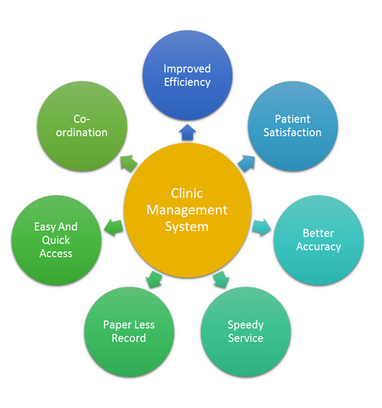 Improved
Efficiency
Patient
Satisfaction
Better
Accuracy
Speedy
Service
Paper Less
Record
Easy And
Quick
Access
Co-
ordination
Clinic
Management
System